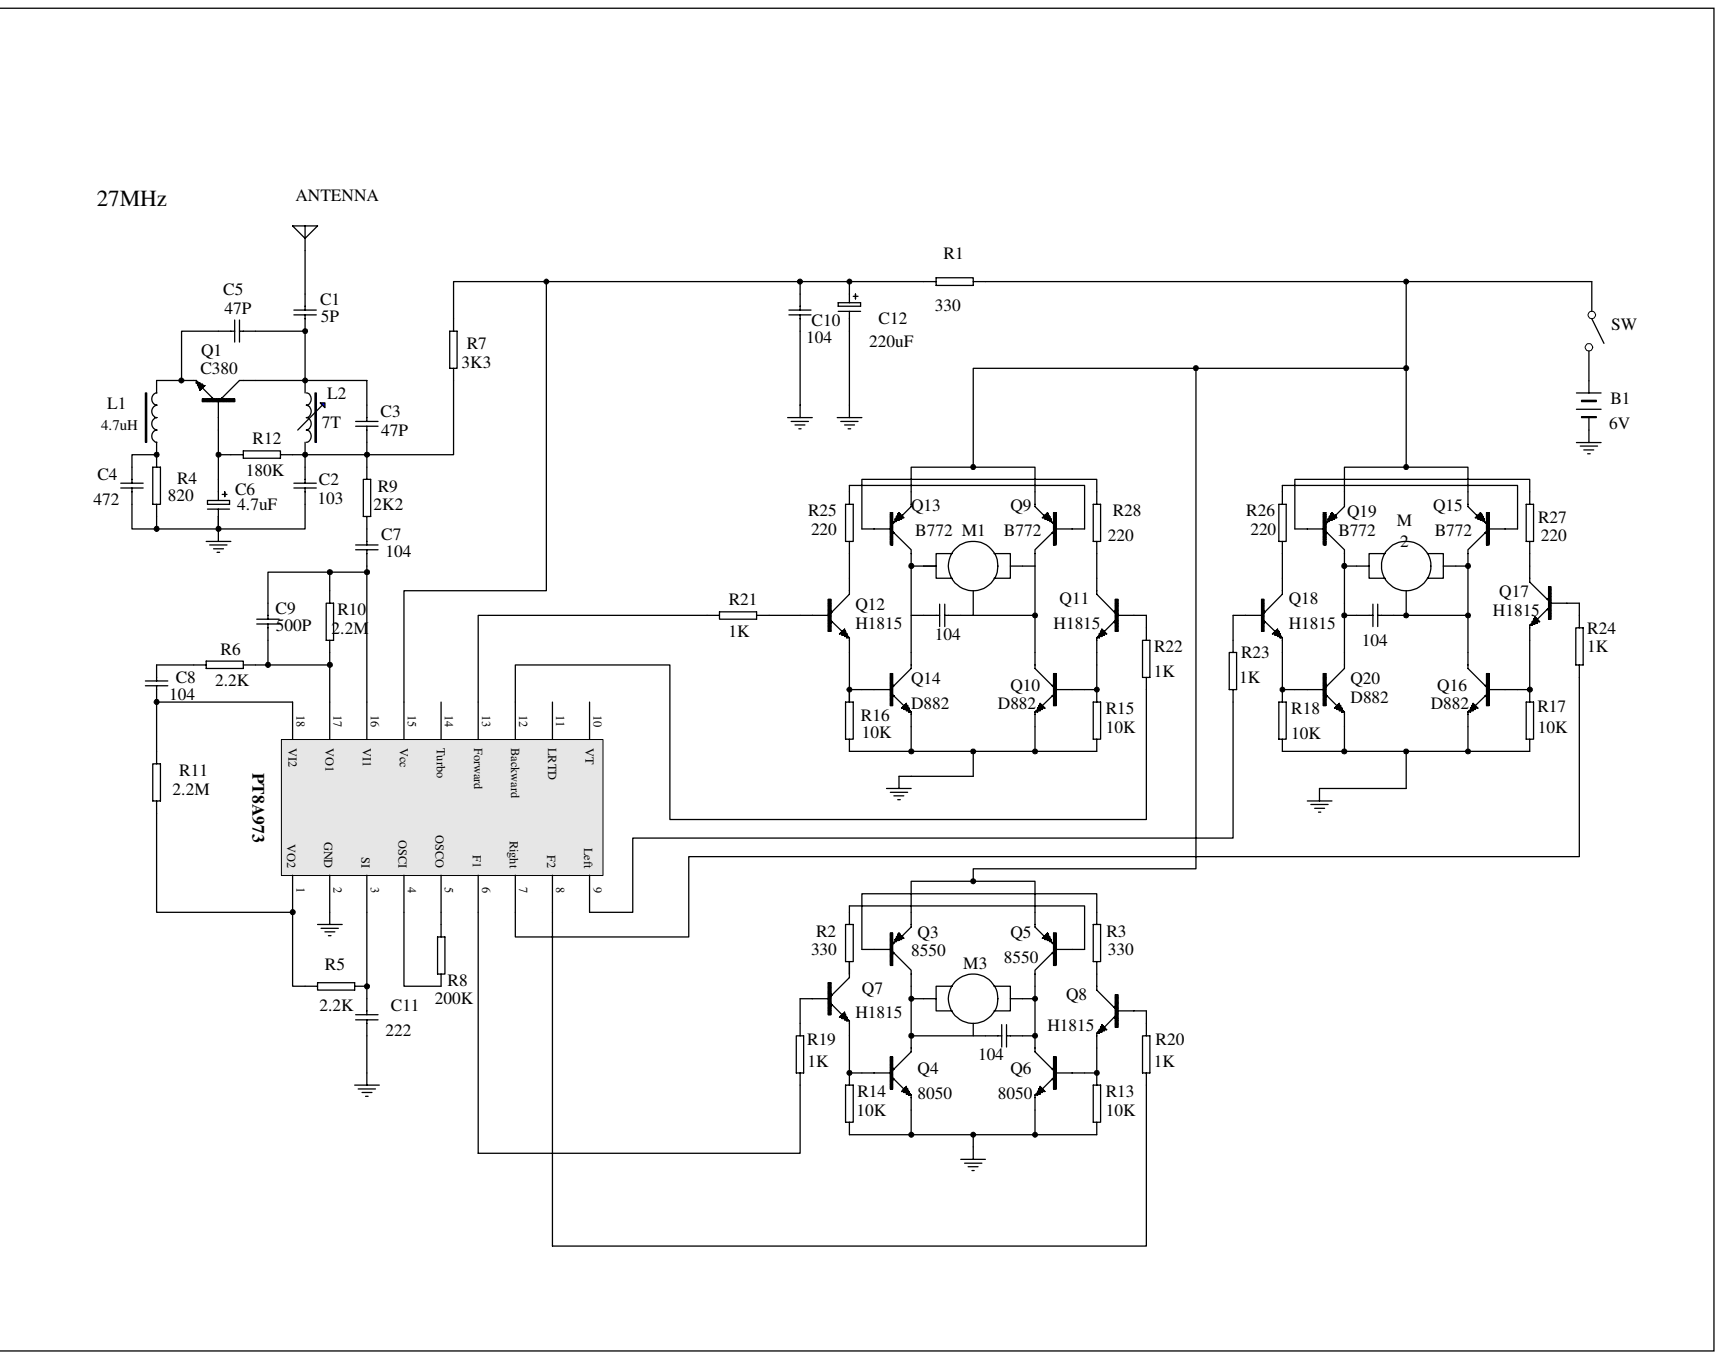 27MHz
ANTENNA
R1
330
C5
47P
C1
5P
C10
104
C12
220uF
SW
Q1
C380
R7
3K3
L1
4.7uH
L2
7T
C3
47P
B1
6V
R12
180K
C4
472
R4
820
C6
4.7uF
C2
103
R9
2K2
C7
104
R25
220
Q13
B772
Q9
B772
M1
R28
220
R26
220
Q19
B772
M
2
Q15
B772
R27
220
C9
500P
R10
2.2M
R21
1K
Q12
H1815
104
Q11
H1815
R22
1K
Q18
H1815
104
Q17
H1815
R24
1K
R23
1K
R6
2.2K
C8
104
Q14
D882
Q10
D882
R16
10K
R15
10K
Q20
D882
Q16
D882
R18
10K
R17
10K
18
17
16
15
14
13
12
11
10
VI2
VO1
VI1
Vcc
Turbo
Forward
Backward
LRTD
VT
R11
2.2M
PT8A973
VO2
GND
SI
OSCI
OSCO
F1
Right
F2
Left
1
2
3
4
5
6
7
8
9
R5
2.2K
R8
200K
C11
222
R2
330
Q3
8550
Q5
8550
R3
330
M3
Q7
H1815
Q8
H1815
R19
1K
104
R20
1K
Q4
8050
Q6
8050
R14
10K
R13
10K